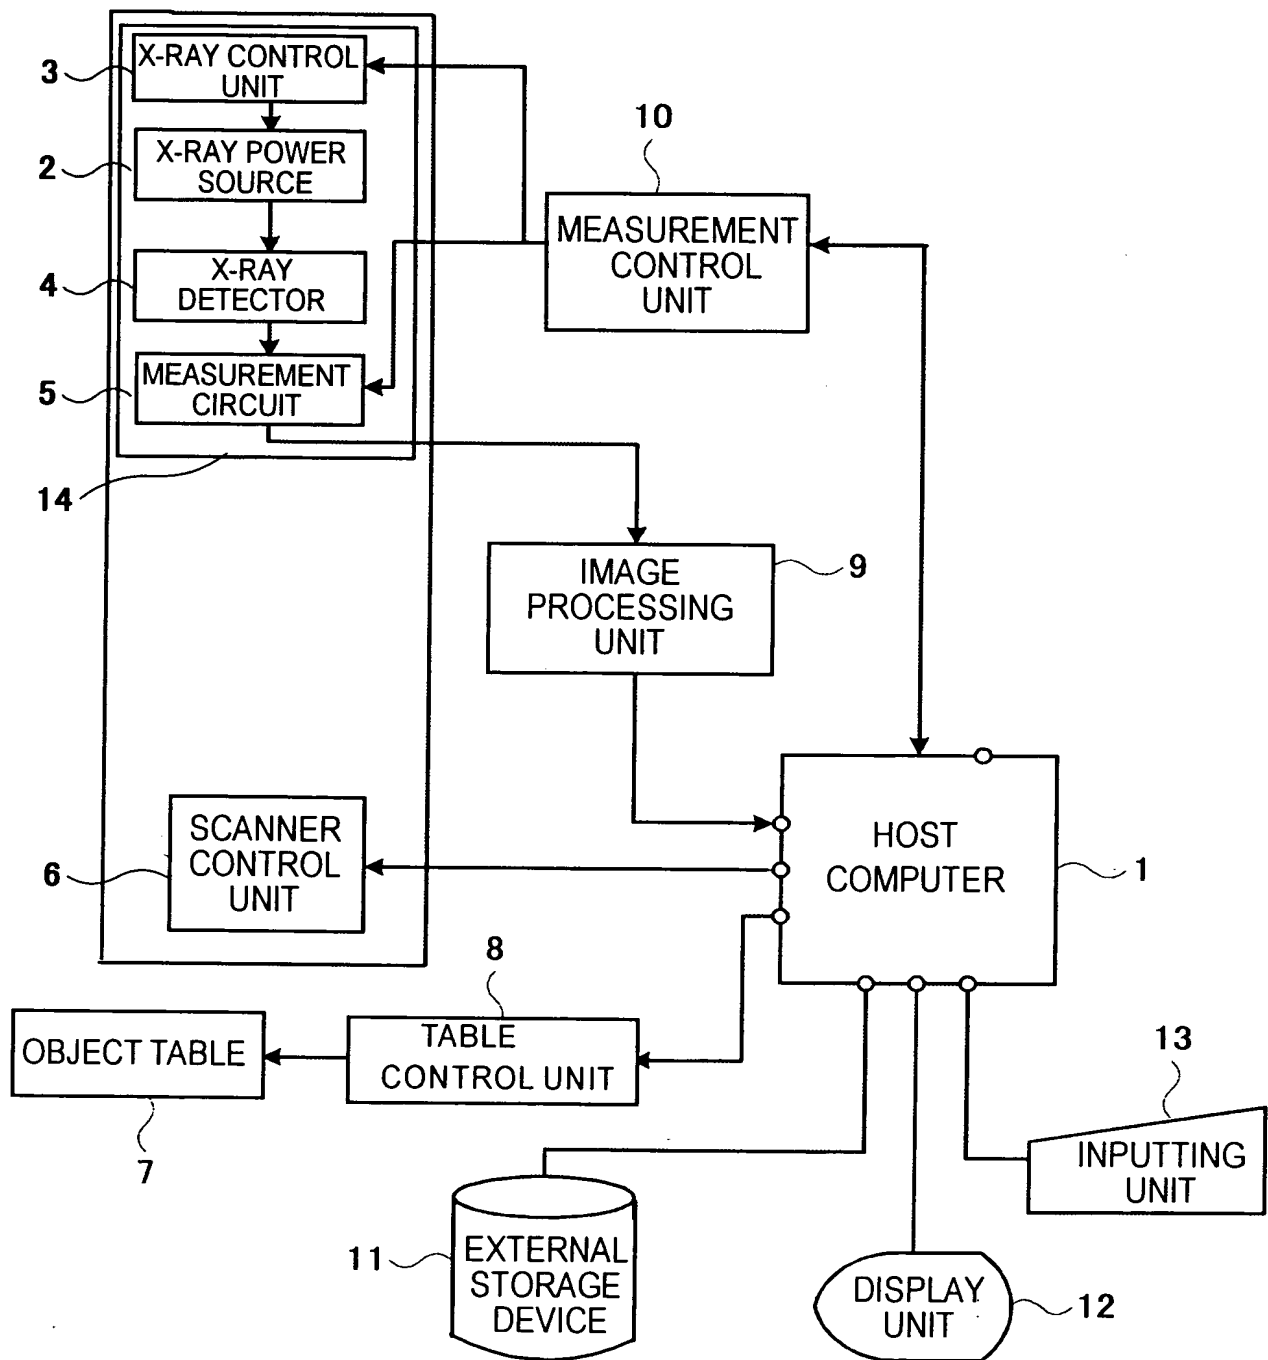 3
X-RAY CONTROL
UNIT
2
X-RAY POWER
SOURCE
4
X-RAY
DETECTOR
5
MEASUREMENT
CIRCUIT
14
10
MEASUREMENT
CONTROL
UNIT
IMAGE
PROCESSING
UNIT
9
6
SCANNER
CONTROL
UNIT
HOST
COMPUTER
1
8
OBJECT TABLE
7
TABLE
CONTROL UNIT
13
INPUTTING
UNIT
11
EXTERNAL
STORAGE
DEVICE
DISPLAY
UNIT
12